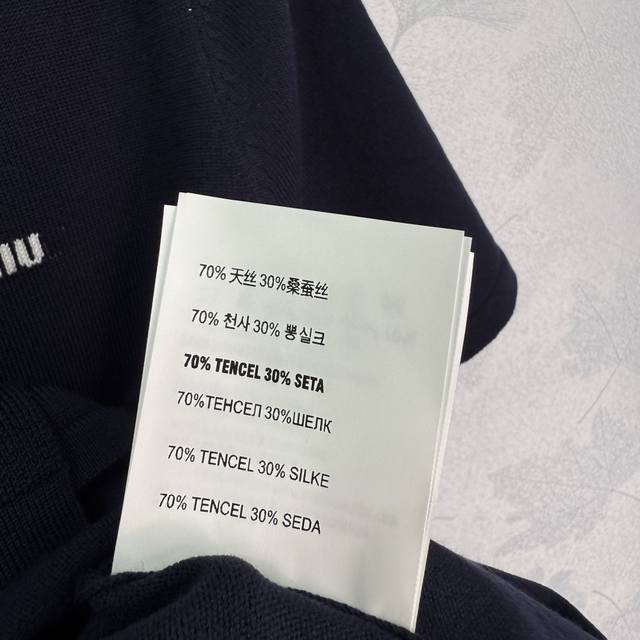 70% 天丝 30%桑蚕丝
70% 천사 30% 뽕실크
70% TENCEL 30% SETA
70%ТЕНСЕЛ 30%ШЕЛК
70% TENCEL 30% SILKE
70% TENCEL 30% SEDA